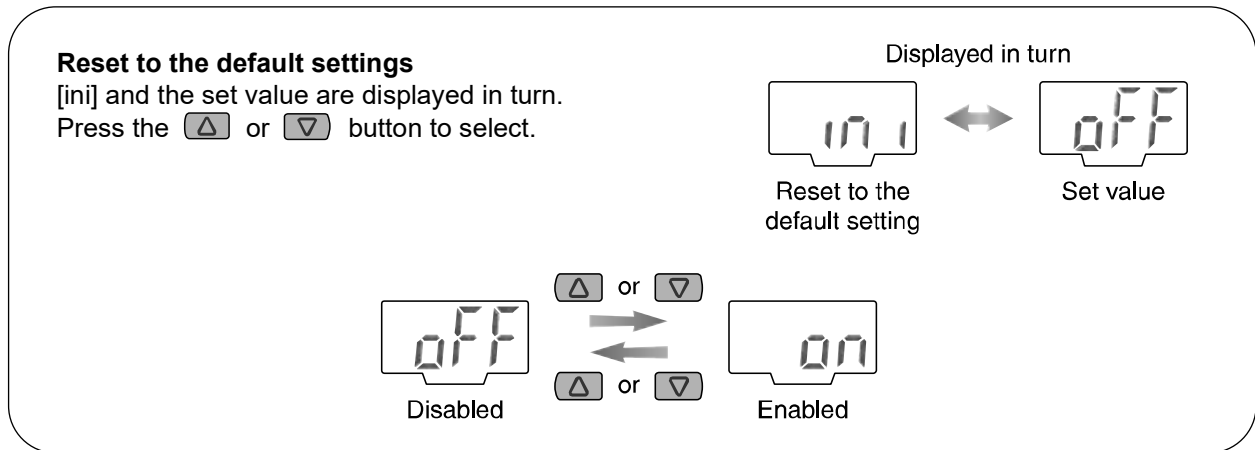 Reset to the default settings
[ini] and the set value are displayed in turn.
Press the △ or ▽ button to select.
Displayed in turn
ini
oFF
Reset to the
default setting
Set value
△ or ▽
oFF
on
△ or ▽
Disabled
Enabled